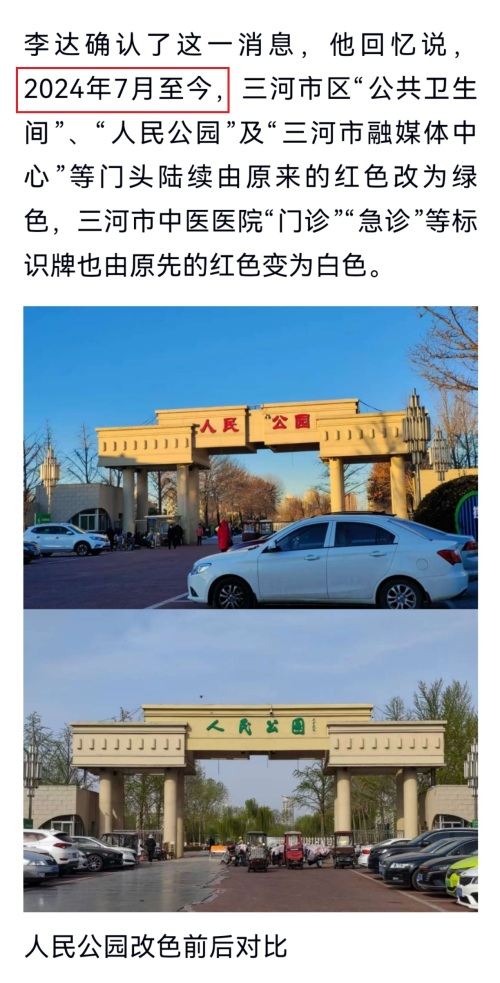 李达确认了这一消息，他回忆说，
2024年7月至今，三河市区“公共卫生
间”、“人民公园”及“三河市融媒体中
心”等门头陆续由原来的红色改为绿
色，三河市中医医院“门诊”“急诊”等标
识牌也由原先的红色变为白色。
人民 公园
人民公园
人民公园改色前后对比